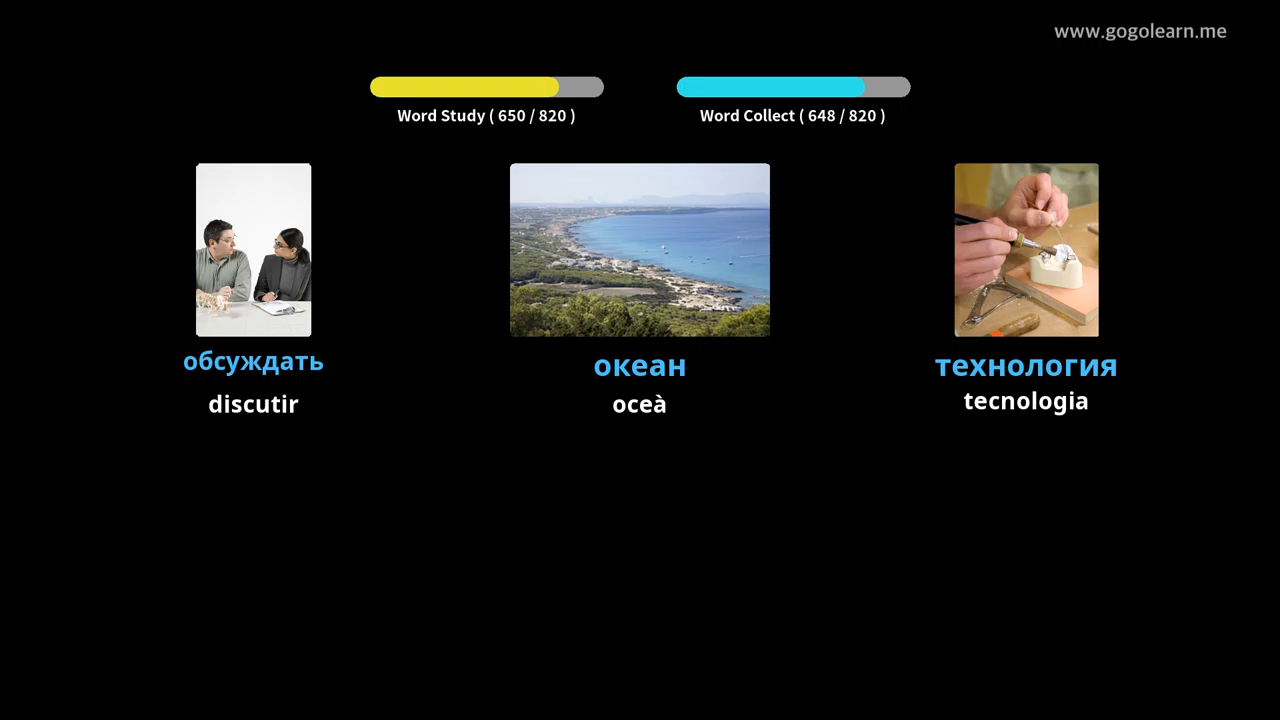 www.gogolearn.me
Word Study ( 650 / 820 )
Word Collect ( 648 / 820 )
обсуждать
океан
технология
discutir
oceà
tecnologia